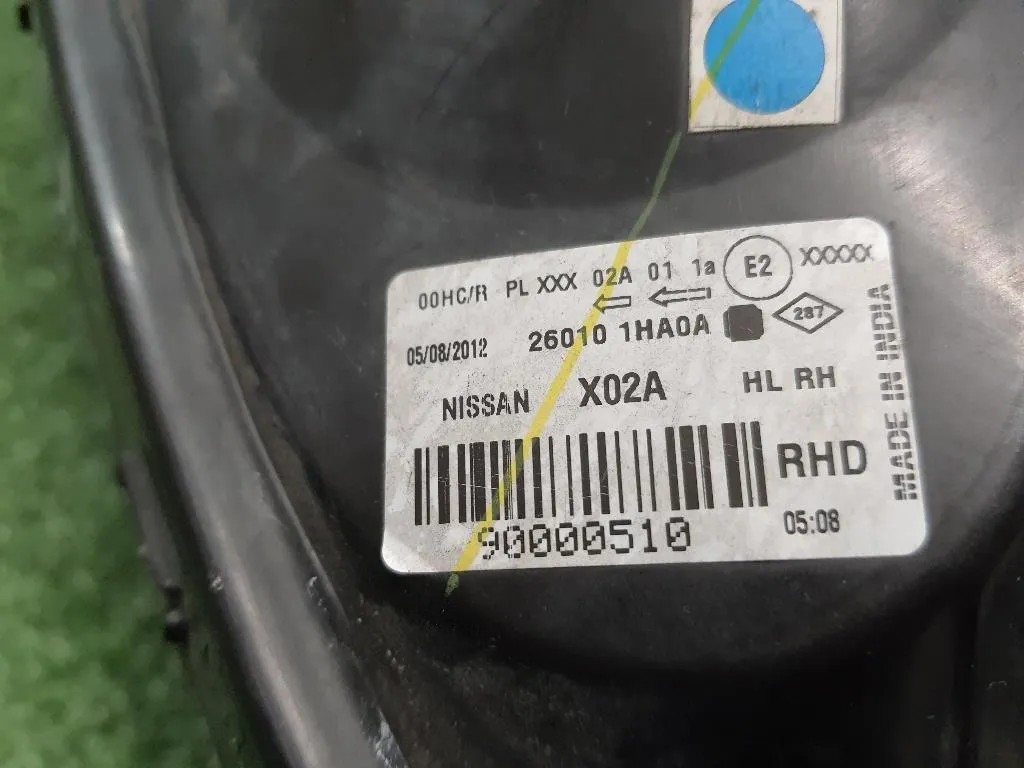 00HC/R PL XXX 02A 01 1a E2 XXXXX
05/08/2012 26010 1HA0A 287
NISSAN X02A HL RH
RHD
90000510 05:08
MADE IN INDIA